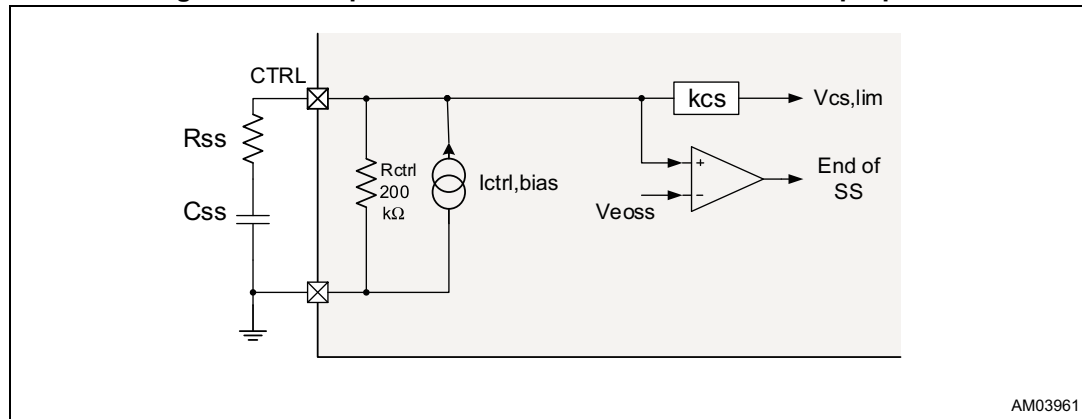 CTRL
kcs
Vcs,lim
Rss
Rctrl
200
kΩ
Ictrl,bias
+
-
End of
SS
Css
Veoss
AM03961